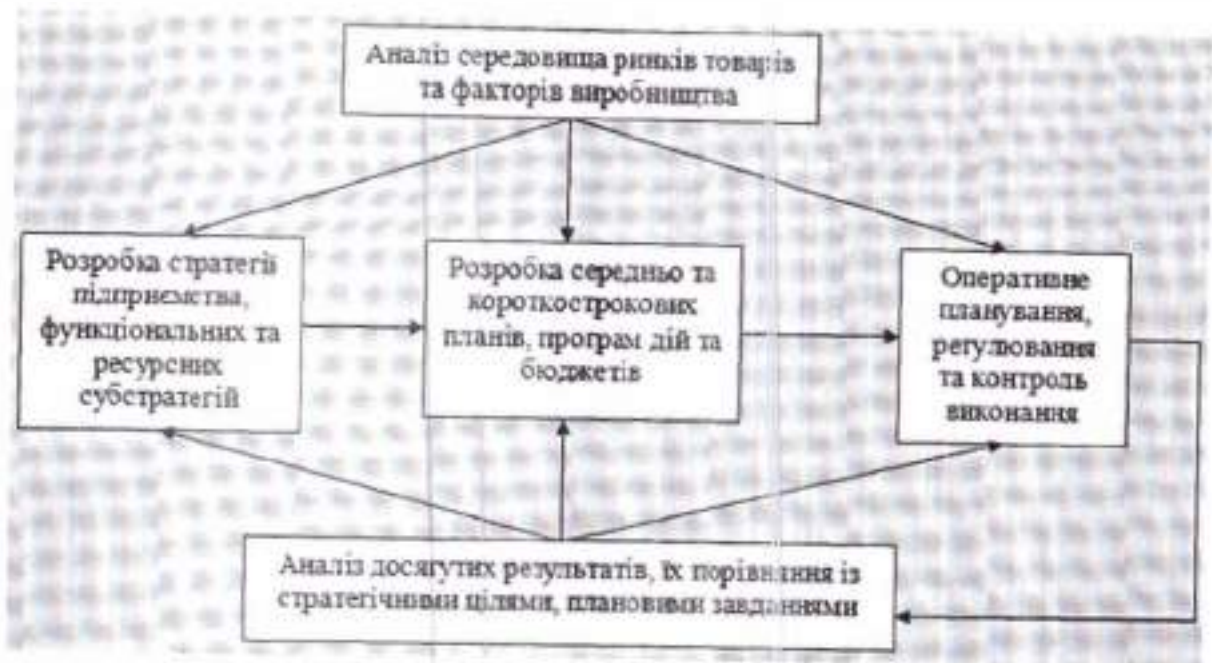 Аналіз середовища ринків товарів
та факторів виробництва
Розробка стратегії
підприємства,
функціональних та
ресурсних
субстратегій
Розробка середньо та
короткострокових
планів, програм дій та
бюджетів
Оперативне
планування,
регулювання
та контроль
виконання
Аналіз досягутих результатів, їх порівняння із
стратегічними цілями, плановими завданнями